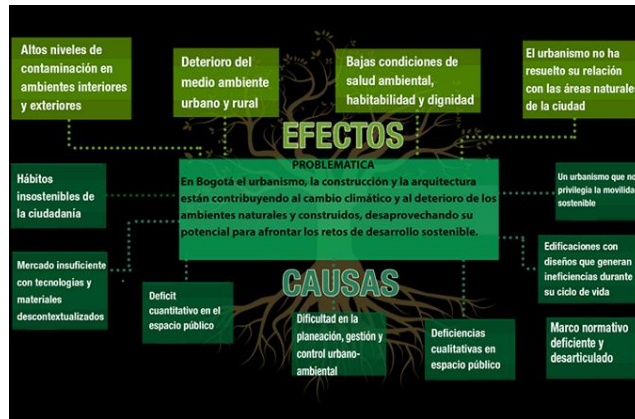 Altos niveles de
contaminación en
ambientes interiores
y exteriores
Deterioro del
medio ambiente
urbano y rural
Bajas condiciones de
salud ambiental,
habitabilidad y dignidad
El urbanismo no ha
resuelto su relación
con las áreas naturales
de la ciudad
EFECTOS
PROBLEMATICA
En Bogotá el urbanismo, la construcción y la arquitectura
están contribuyendo al cambio climático y al deterioro de los
ambientes naturales y construidos, desaprovechando su
potencial para afrontar los retos de desarrollo sostenible.
Hábitos
insostenibles de
la ciudadanía
Un urbanismo que no
privilegia la movilidad
sostenible
Mercado insuficiente
con tecnologías y
materiales
descontextualizados
Edificaciones con
diseños que generan
ineficiencias durante
su ciclo de vida
CAUSAS
Deficit
cuantitativo en el
espacio público
Dificultad en la
planeación, gestión y
control urbano-
ambiental
Deficiencias
cualitativas en
espacio público
Marco normativo
deficiente y
desarticulado